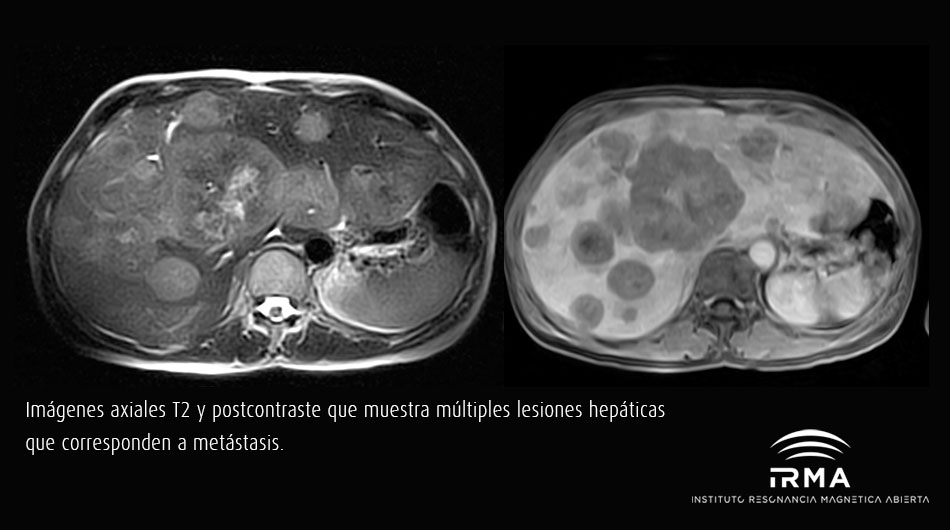 Imágenes axiales T2 y postcontraste que muestra múltiples lesiones hepáticas
que corresponden a metástasis.
iRMA
INSTITUTO RESONANCIA MAGNETICA ABIERTA